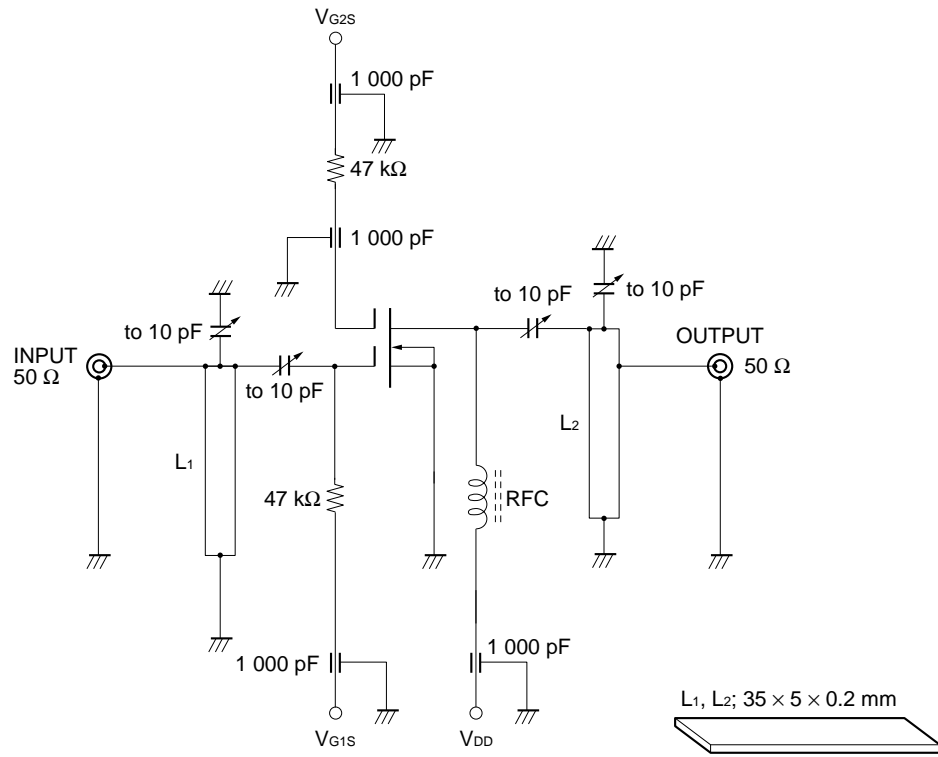 VG2S
1 000 pF
47 kΩ
1 000 pF
to 10 pF
to 10 pF
to 10 pF
INPUT
50 Ω
to 10 pF
OUTPUT
50 Ω
L1
L2
47 kΩ
RFC
1 000 pF
1 000 pF
VG1S
VDD
L1, L2; 35 × 5 × 0.2 mm